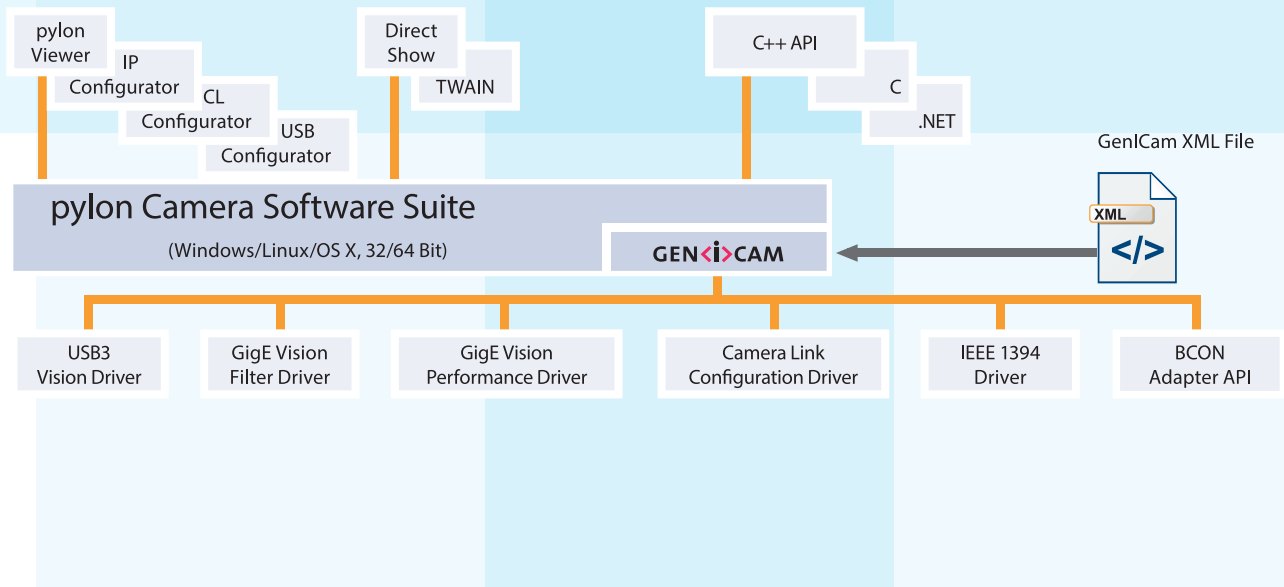 pylon
Viewer
IP
Configurator
CL
Configurator
USB
Configurator
Direct
Show
TWAIN
C++ API
C
.NET
GenICam XML File
XML
</>
pylon Camera Software Suite
(Windows/Linux/OS X, 32/64 Bit)
GEN<i>CAM
USB3
Vision Driver
GigE Vision
Filter Driver
GigE Vision
Performance Driver
Camera Link
Configuration Driver
IEEE 1394
Driver
BCON
Adapter API